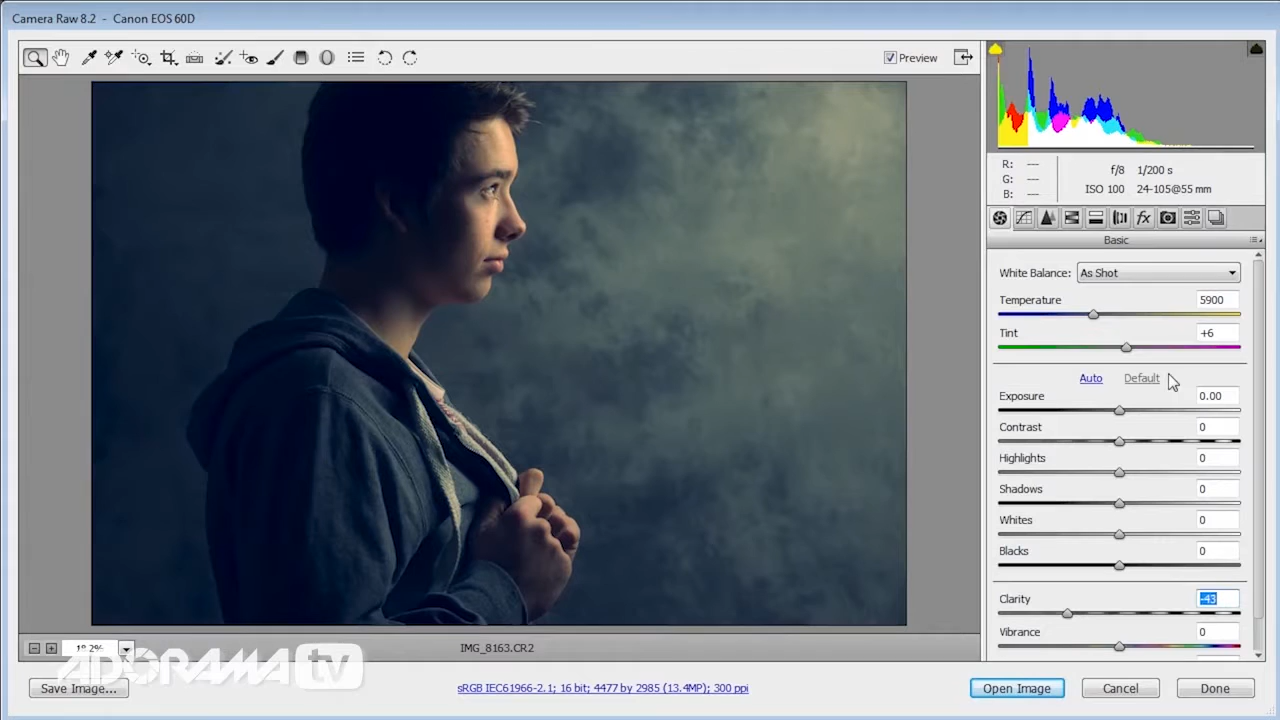 Camera Raw 8.2 - Canon EOS 60D
Preview
R: ---
G: ---
B: ---
f/8 1/200 s
ISO 100 24-105@55 mm
fx
Basic
White Balance: As Shot
Temperature 5900
Tint +6
Auto Default
Exposure 0.00
Contrast 0
Highlights 0
Shadows 0
Whites 0
Blacks 0
Clarity -43
Vibrance 0
18.2%
IMG_8163.CR2
ADORAMA tv
Save Image...
sRGB IEC61966-2.1; 16 bit; 4477 by 2985 (13.4MP); 300 ppi
Open Image
Cancel
Done